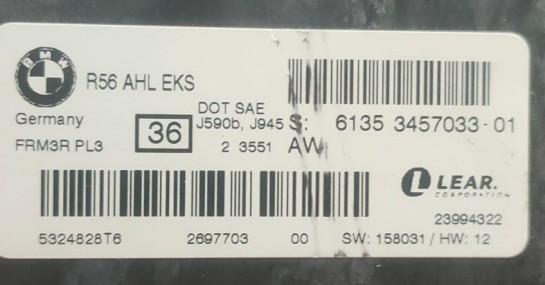 BMW
R56 AHL EKS
Germany
FRM3R PL3
36
DOT SAE
J590b, J945
2 3551
S: 6135 3457033-01
AW
LEAR.
CORPORATION
23994322
5324828T6 2697703 00 SW: 158031 / HW: 12